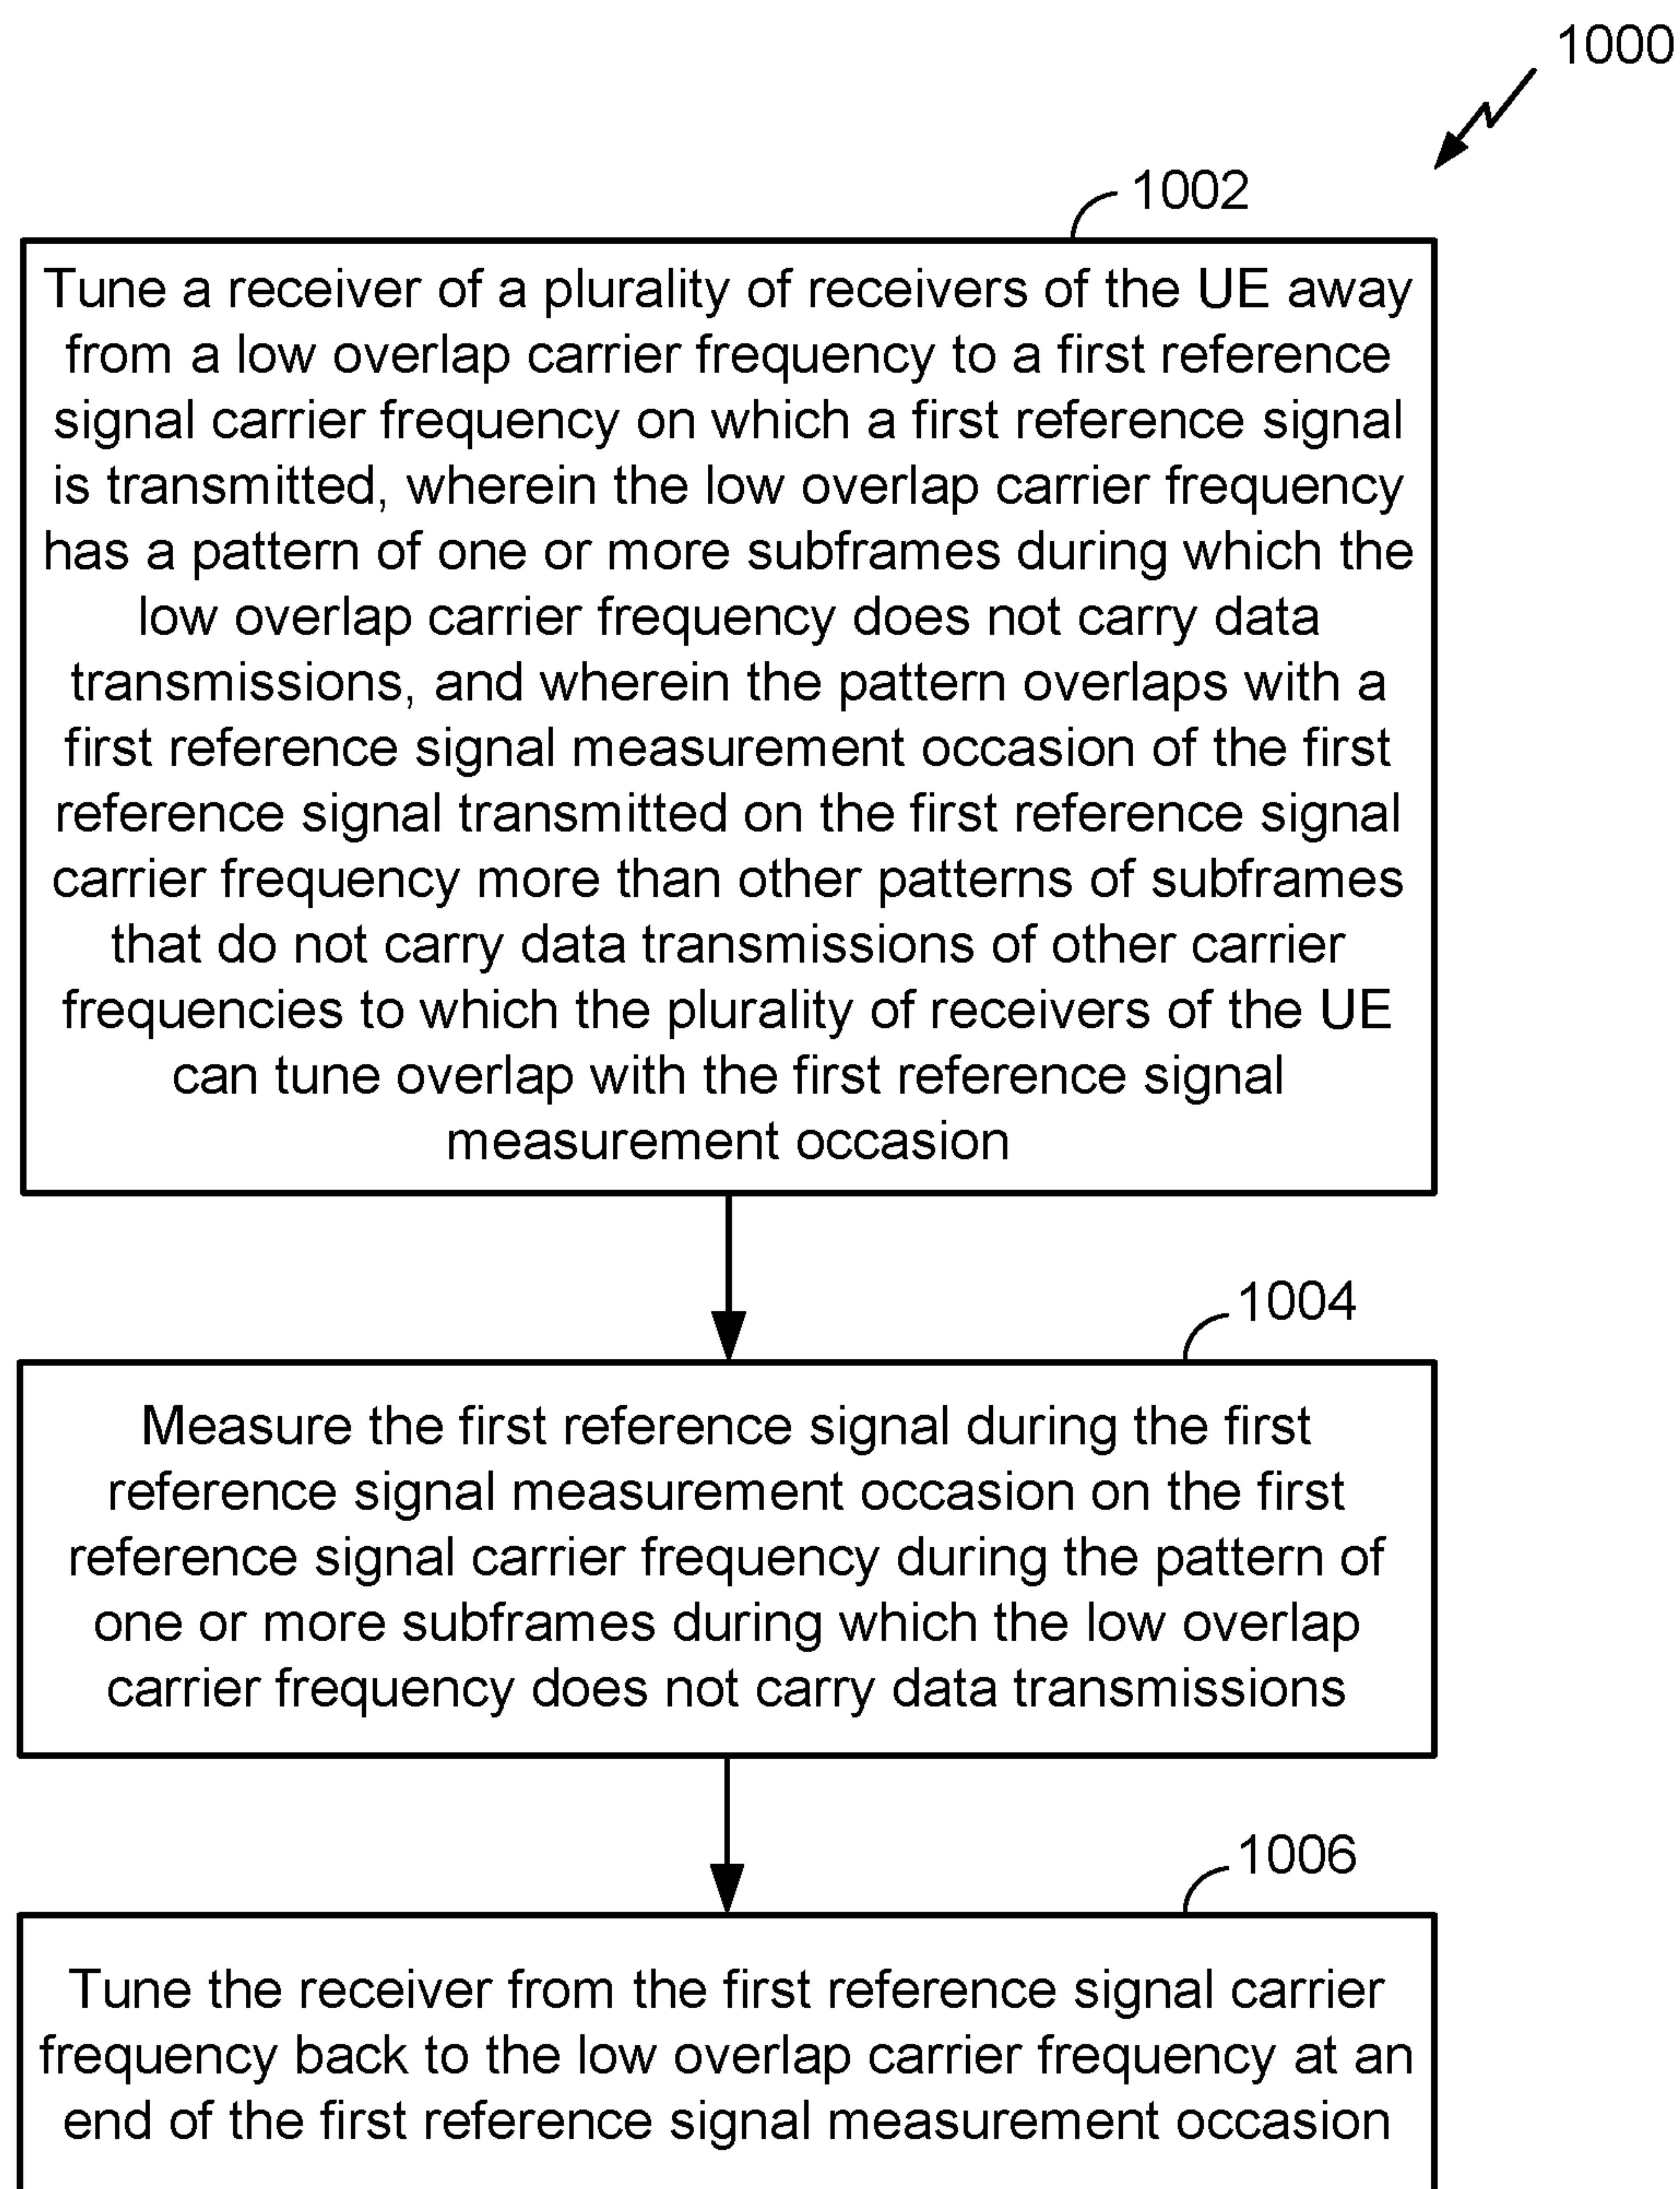 1000
1002
Tune a receiver of a plurality of receivers of the UE away
from a low overlap carrier frequency to a first reference
signal carrier frequency on which a first reference signal
is transmitted, wherein the low overlap carrier frequency
has a pattern of one or more subframes during which the
low overlap carrier frequency does not carry data
transmissions, and wherein the pattern overlaps with a
first reference signal measurement occasion of the first
reference signal transmitted on the first reference signal
carrier frequency more than other patterns of subframes
that do not carry data transmissions of other carrier
frequencies to which the plurality of receivers of the UE
can tune overlap with the first reference signal
measurement occasion
1004
Measure the first reference signal during the first
reference signal measurement occasion on the first
reference signal carrier frequency during the pattern of
one or more subframes during which the low overlap
carrier frequency does not carry data transmissions
1006
Tune the receiver from the first reference signal carrier
frequency back to the low overlap carrier frequency at an
end of the first reference signal measurement occasion